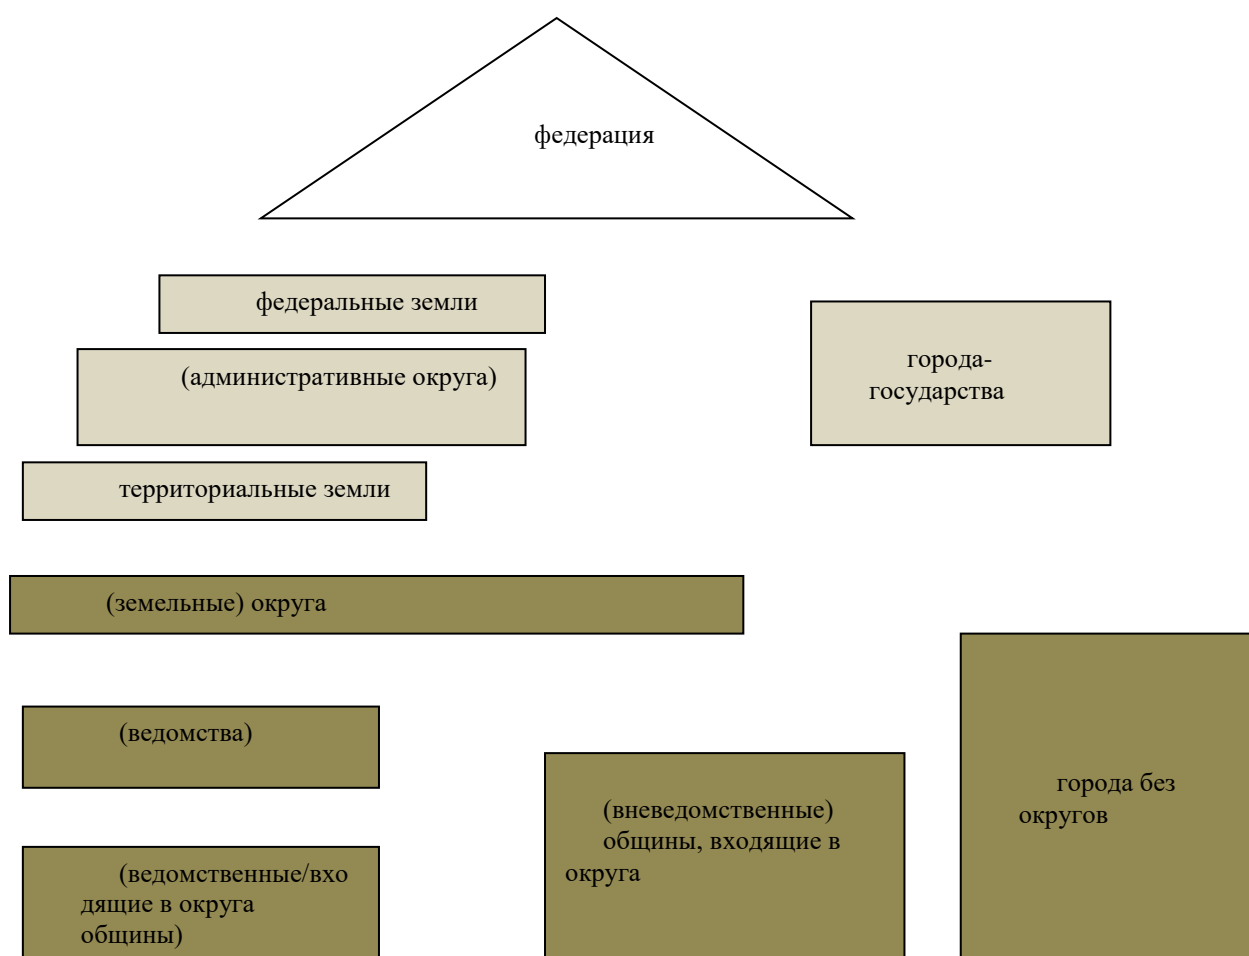 федерация
федеральные земли
(административные округа)
города-
государства
территориальные земли
(земельные) округа
(ведомства)
(вневедомственные)
общины, входящие в
округа
города без
округов
(ведомственные/вхо
дящие в округа
общины)